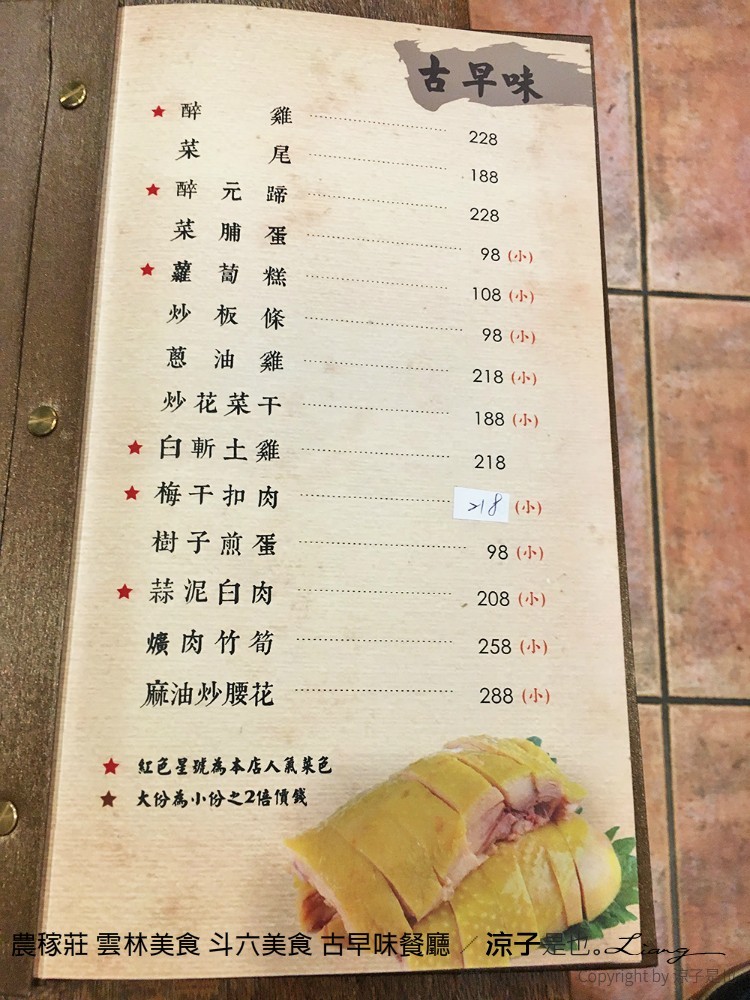 古早味
★ 醉雞 228
菜尾 188
★ 醉元蹄 228
菜脯蛋 98 (小)
★ 蘿蔔糕 108 (小)
炒板條 98 (小)
蔥油雞 218 (小)
炒花菜干 188 (小)
★ 白斬土雞 218
★ 梅干扣肉 218 (小)
樹子煎蛋 98 (小)
★ 蒜泥白肉 208 (小)
爌肉竹筍 258 (小)
麻油炒腰花 288 (小)
★ 紅色星號為本店人氣菜色
★ 大份為小份之2倍價錢
農稼莊 雲林美食 斗六美食 古早味餐廳 / 涼子是也。Liang
Copyright by 涼子是也